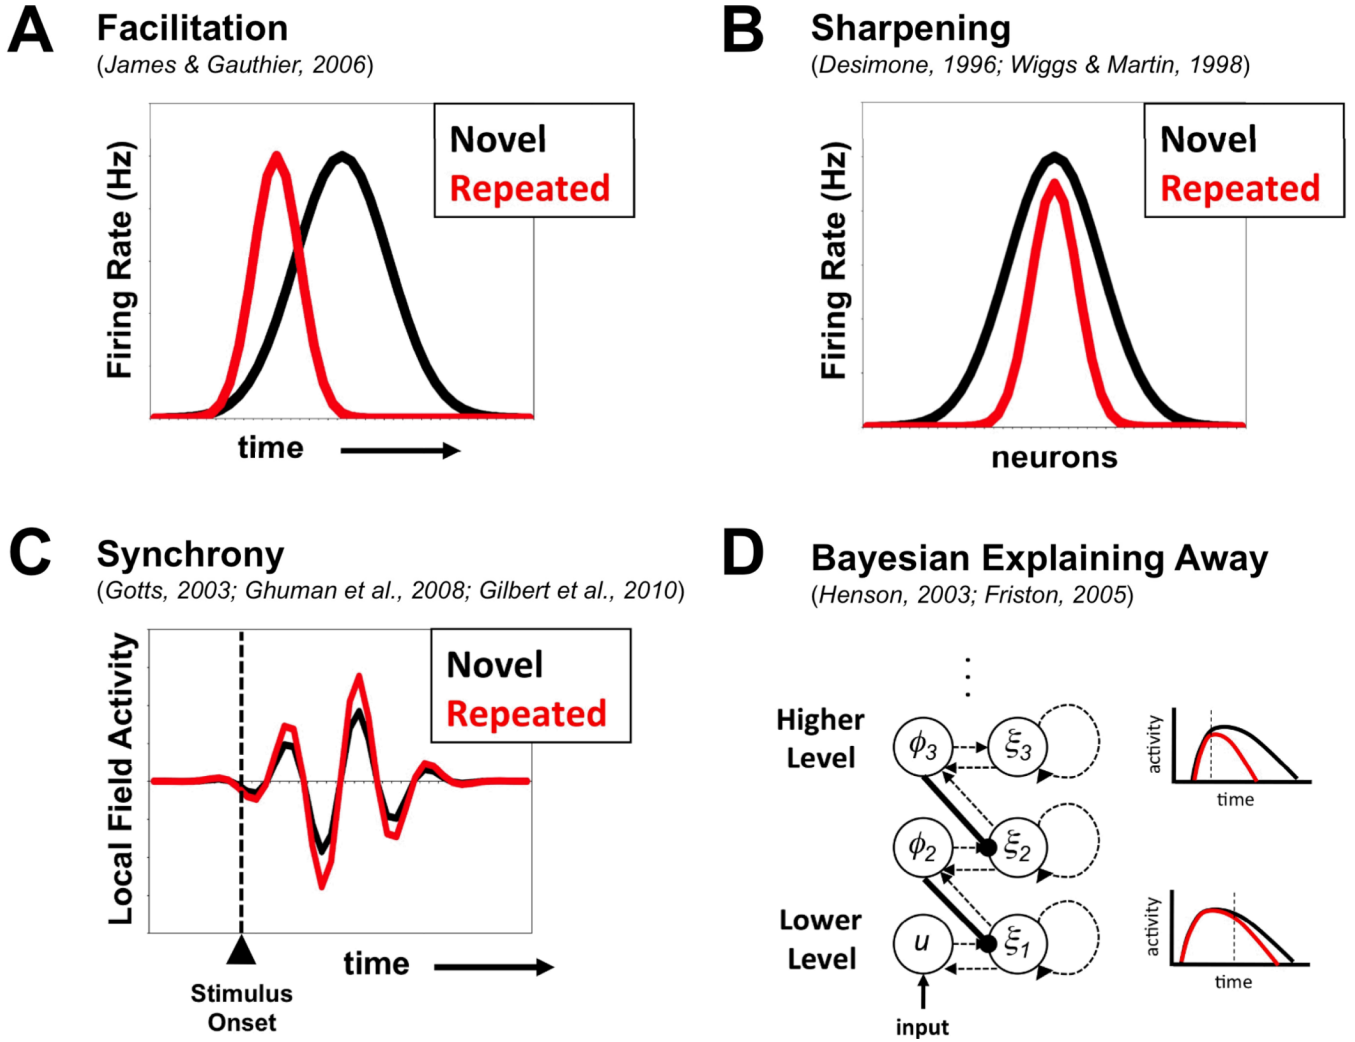 A
Facilitation
(James & Gauthier, 2006)
Novel
Repeated
Firing Rate (Hz)
time
B
Sharpening
(Desimone, 1996; Wiggs & Martin, 1998)
Novel
Repeated
Firing Rate (Hz)
neurons
C
Synchrony
(Gotts, 2003; Ghuman et al., 2008; Gilbert et al., 2010)
Novel
Repeated
Local Field Activity
time
Stimulus
Onset
D
Bayesian Explaining Away
(Henson, 2003; Friston, 2005)
Higher
Level
ϕ3
ξ3
activity
time
ϕ2
ξ2
Lower
Level
u
ξ1
activity
time
input